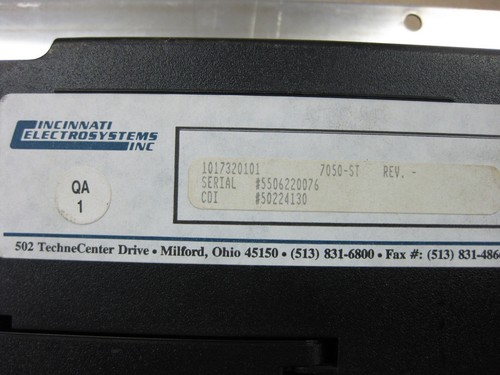 CINCINNATI
ELECTROSYSTEMS
INC
QA
1
1017320101 7050-ST REV. -
SERIAL #5506220076
CDI #50224130
502 TechneCenter Drive • Milford, Ohio 45150 • (513) 831-6800 • Fax #: (513) 831-486